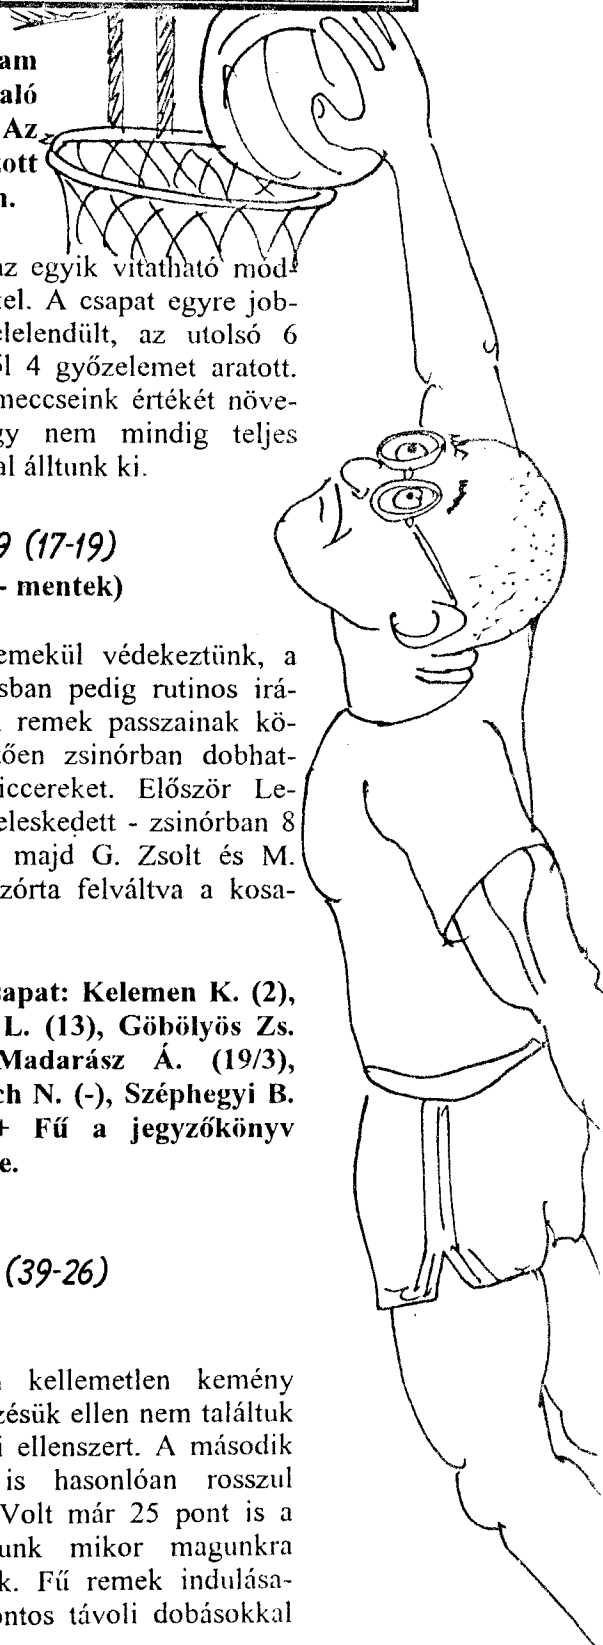 am
aló
Az
ott
n.
az egyik vitatható mód-
tel. A csapat egyre job-
elelendült, az utolsó 6
ől 4 győzelemet aratott.
meccseink értékét növe-
gy nem mindig teljes
al álltunk ki.
9 (17-19)
- mentek)
emekül védekeztünk, a
sban pedig rutinos irá-
remek passzainak kö-
tően zsinórban dobhat-
iccereket. Először Le-
eleskedett - zsinórban 8
majd G. Zsolt és M.
zórta felváltva a kosa-
sapat: Kelemen K. (2),
L. (13), Göbölyös Zs.
Madarász Á. (19/3),
ch N. (-), Széphegyi B.
+ Fű a jegyzőkönyv
e.
(39-26)
kellemetlen kemény
zésük ellen nem találtuk
i ellenszert. A második
is hasonlóan rosszul
Volt már 25 pont is a
unk mikor magunkra
k. Fű remek indulása-
ontos távoli dobásokkal